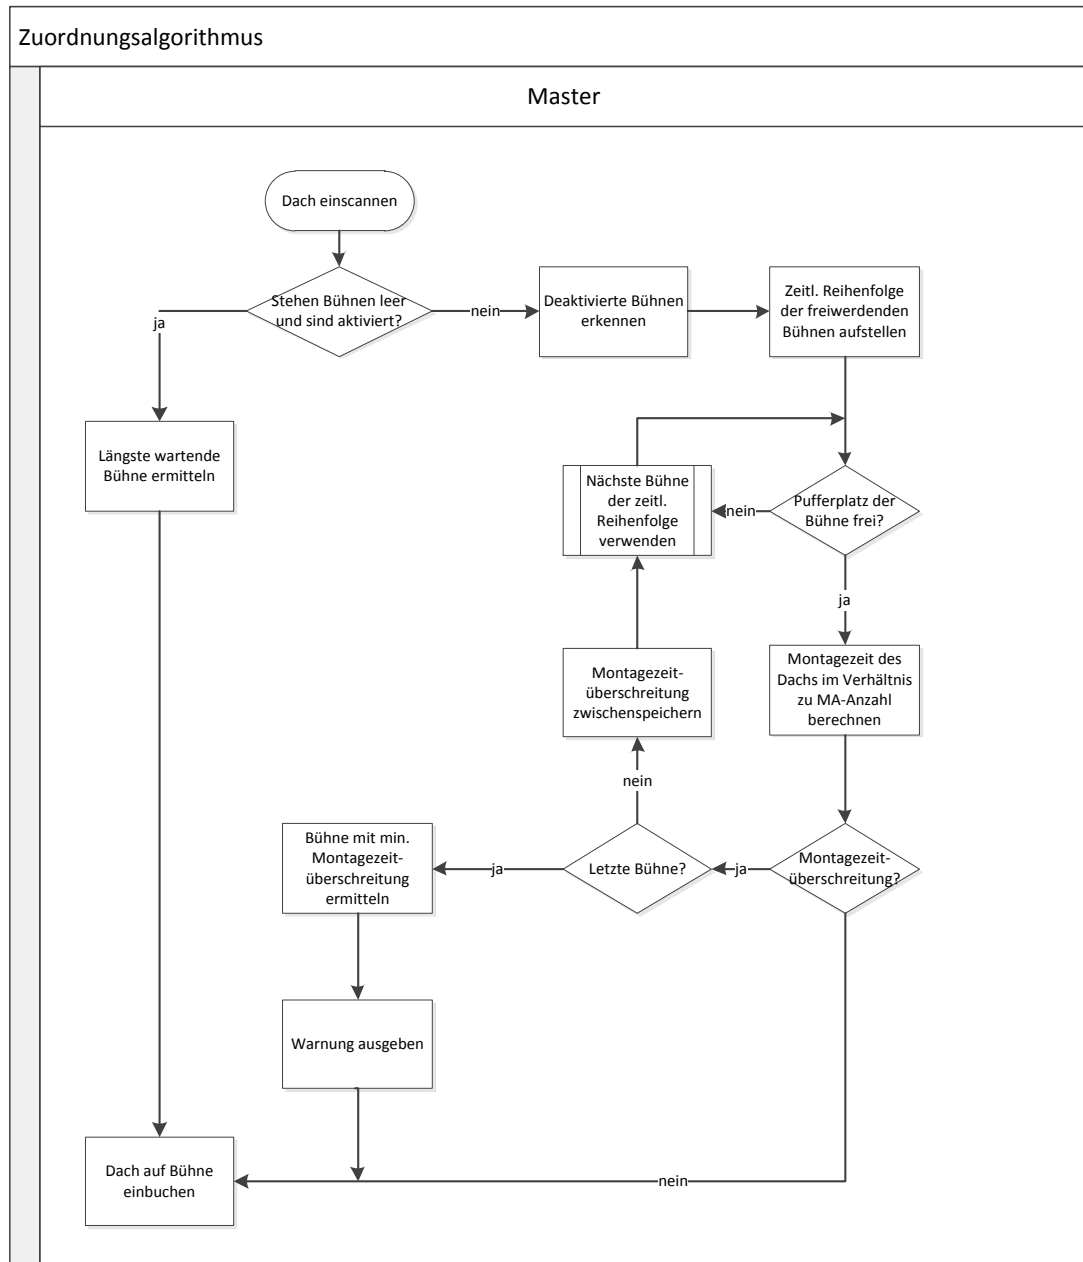 Zuordnungsalgorithmus
Master
Dach einscannen
Stehen Bühnen leer
und sind aktiviert?
ja
nein
Deaktivierte Bühnen
erkennen
Zeitl. Reihenfolge
der freiwerdenden
Bühnen aufstellen
Längste wartende
Bühne ermitteln
Nächste Bühne
der zeitl.
Reihenfolge
verwenden
nein
Pufferplatz der
Bühne frei?
ja
Montagezeit-
überschreitung
zwischenspeichern
Montagezeit des
Dachs im Verhältnis
zu MA-Anzahl
berechnen
nein
Bühne mit min.
Montagezeit-
überschreitung
ermitteln
ja
Letzte Bühne?
ja
Montagezeit-
überschreitung?
Warnung ausgeben
Dach auf Bühne
einbuchen
nein